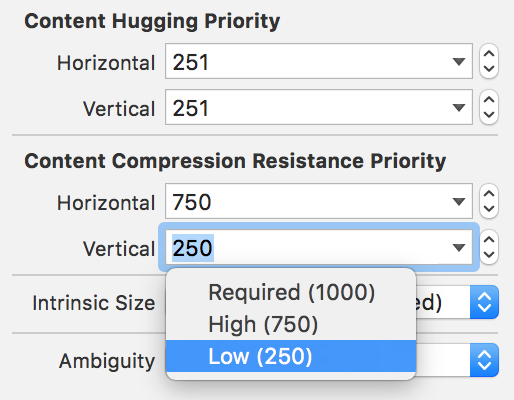 Content Hugging Priority
Horizontal 251
Vertical 251
Content Compression Resistance Priority
Horizontal 750
Vertical 250
Required (1000)
Intrinsic Size ed)
High (750)
Ambiguity Low (250)